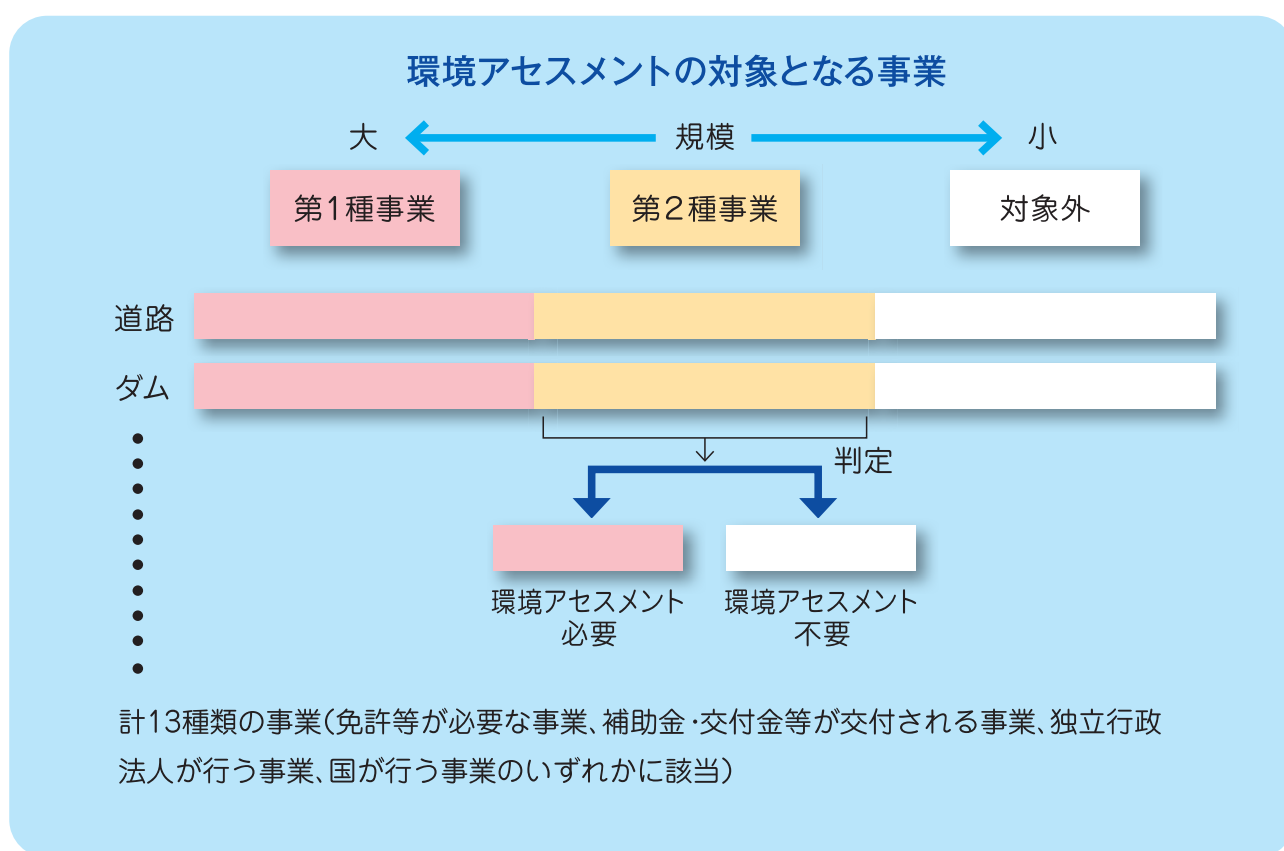 環境アセスメントの対象となる事業
大 規模 小
第1種事業 第2種事業 対象外
道路
ダム
判定
環境アセスメント 環境アセスメント
必要 不要
計13種類の事業(免許等が必要な事業、補助金・交付金等が交付される事業、独立行政
法人が行う事業、国が行う事業のいずれかに該当)